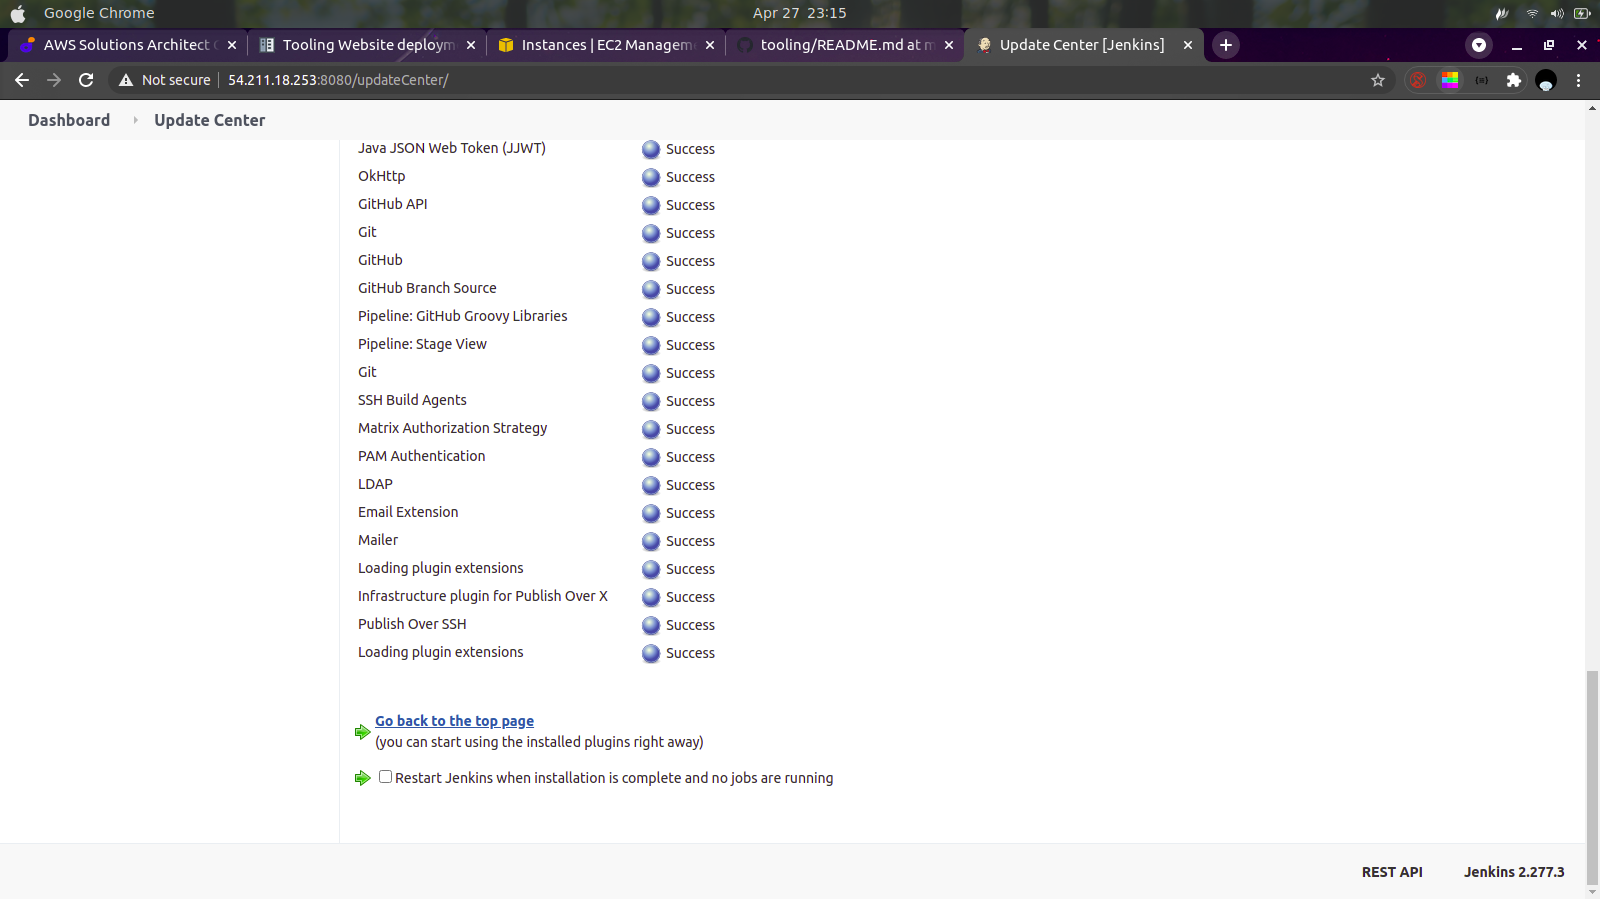 Google Chrome
Apr 27 23:15
AWS Solutions Architect
Tooling Website deploym
Instances | EC2 Managem
tooling/README.md at m
Update Center [Jenkins]
Not secure
54.211.18.253:8080/updateCenter/
Dashboard
Update Center
Java JSON Web Token (JJWT) Success
OkHttp Success
GitHub API Success
Git Success
GitHub Success
GitHub Branch Source Success
Pipeline: GitHub Groovy Libraries Success
Pipeline: Stage View Success
Git Success
SSH Build Agents Success
Matrix Authorization Strategy Success
PAM Authentication Success
LDAP Success
Email Extension Success
Mailer Success
Loading plugin extensions Success
Infrastructure plugin for Publish Over X Success
Publish Over SSH Success
Loading plugin extensions Success
Go back to the top page
(you can start using the installed plugins right away)
Restart Jenkins when installation is complete and no jobs are running
REST API
Jenkins 2.277.3